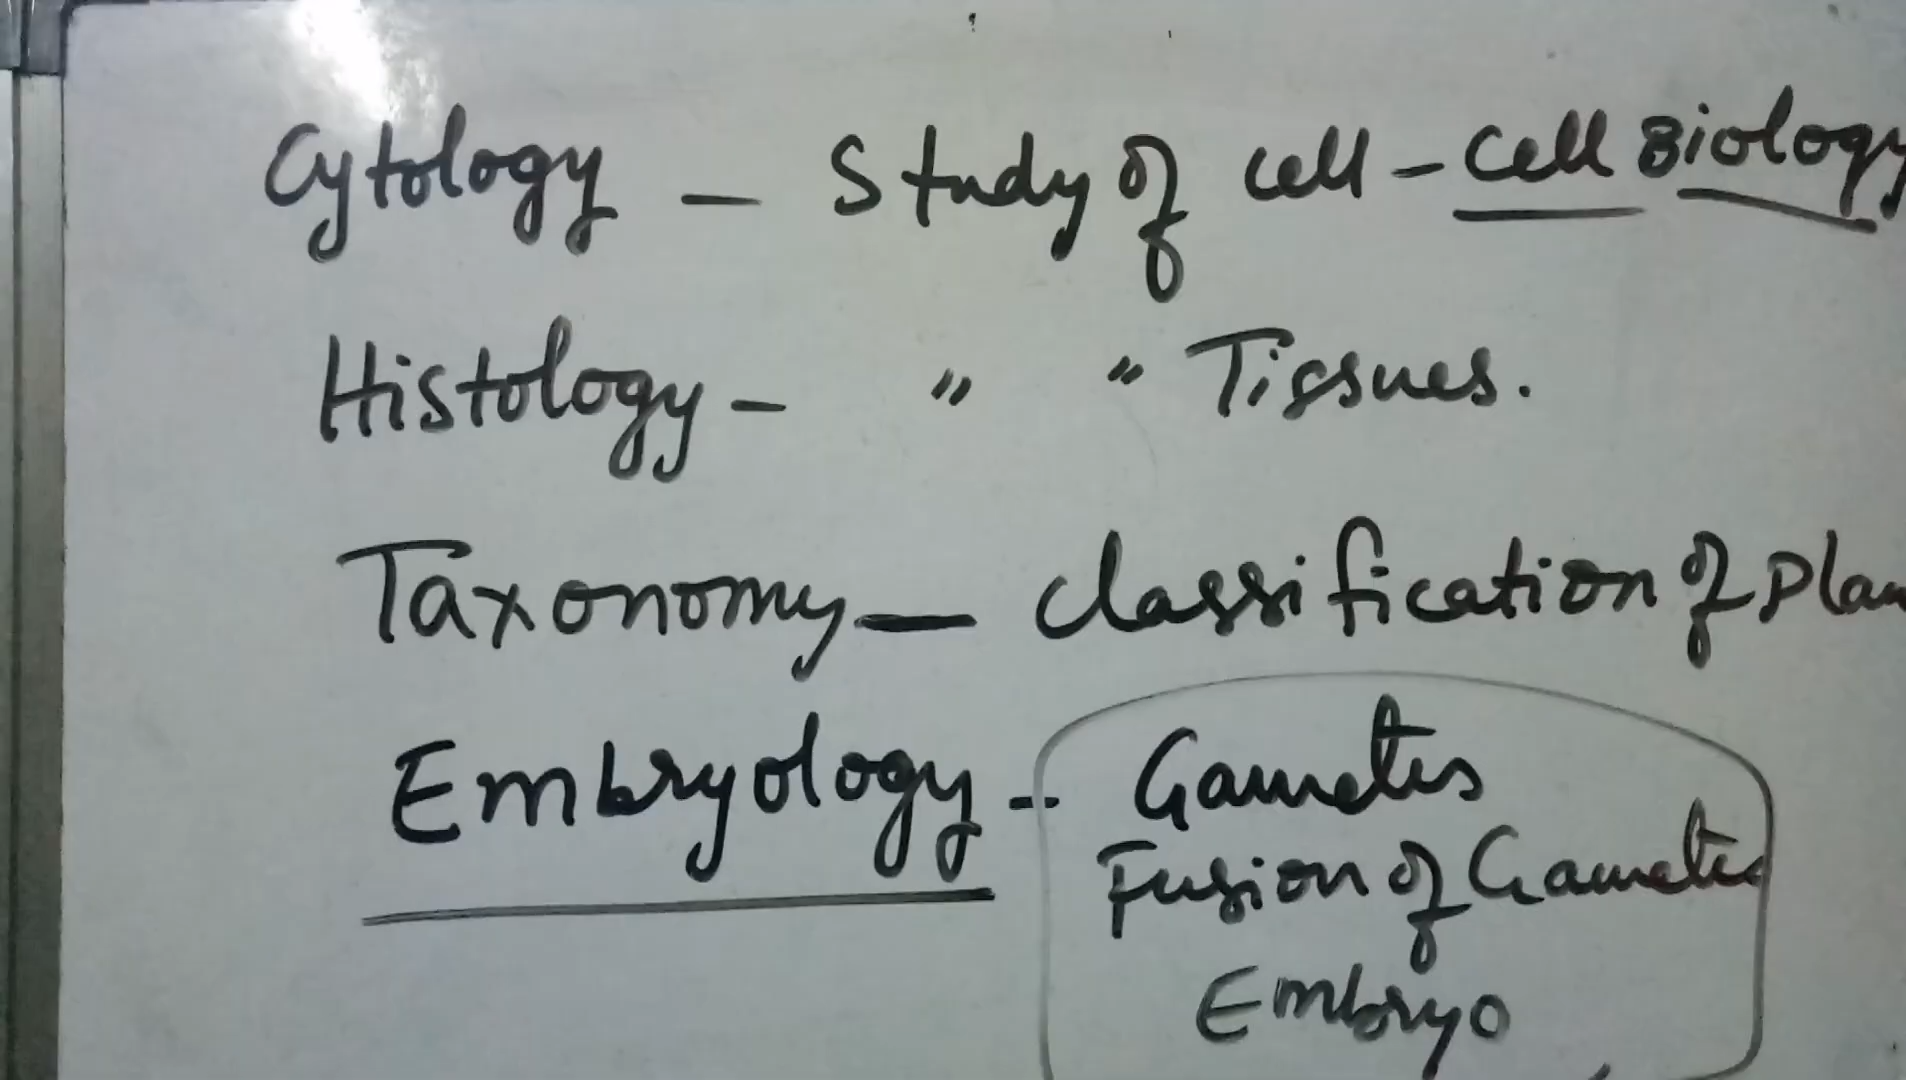 Cytology - Study of cell - Cell Biology
Histology - " " Tissues.
Taxonomy - classification of Plan
Embryology - Gametes
Fusion of Gametes
Embryo